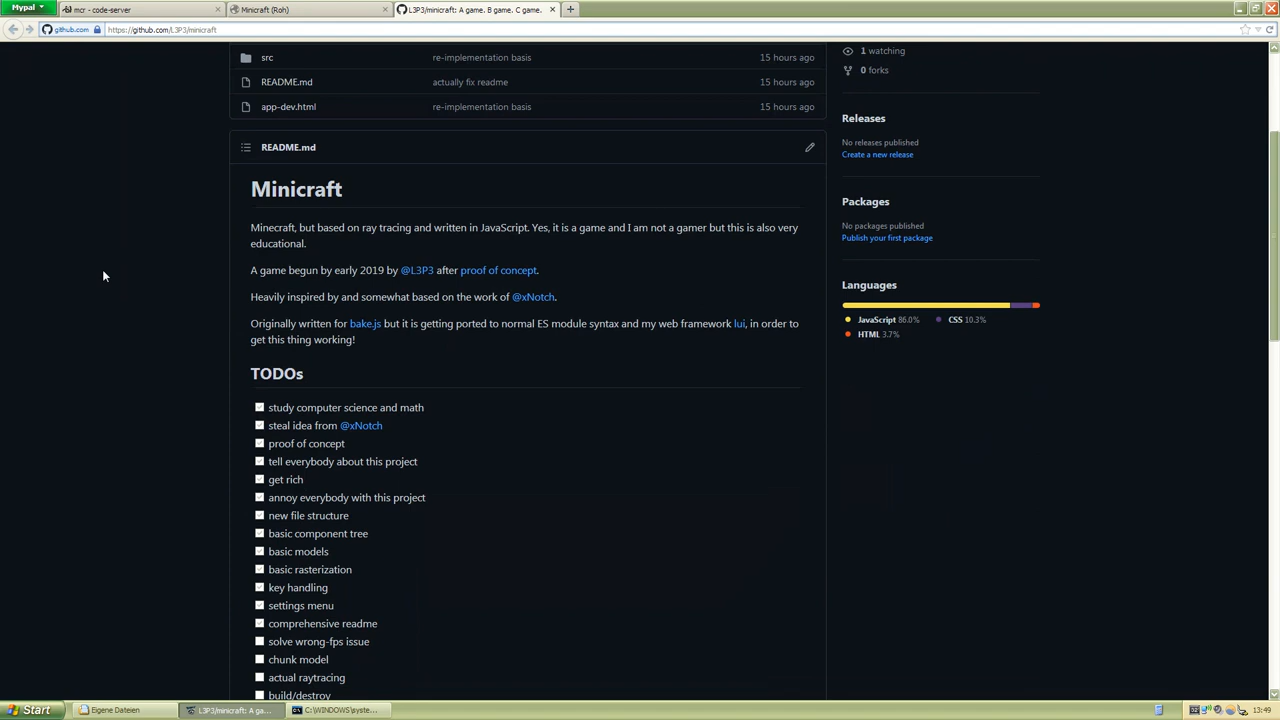 Mypal
mcr - code-server
Minicraft (Roh)
L3P3/minicraft: A game. B game. C game.
github.com
https://github.com/L3P3/minicraft
src re-implementation basis 15 hours ago
README.md actually fix readme 15 hours ago
app-dev.html re-implementation basis 15 hours ago
README.md
Minicraft
Minecraft, but based on ray tracing and written in JavaScript. Yes, it is a game and I am not a gamer but this is also very
educational.
A game begun by early 2019 by @L3P3 after proof of concept.
Heavily inspired by and somewhat based on the work of @xNotch.
Originally written for bake.js but it is getting ported to normal ES module syntax and my web framework lui, in order to
get this thing working!
TODOs
study computer science and math
steal idea from @xNotch
proof of concept
tell everybody about this project
get rich
annoy everybody with this project
new file structure
basic component tree
basic models
basic rasterization
key handling
settings menu
comprehensive readme
solve wrong-fps issue
chunk model
actual raytracing
build/destroy
1 watching
0 forks
Releases
No releases published
Create a new release
Packages
No packages published
Publish your first package
Languages
JavaScript 86.0% CSS 10.3%
HTML 3.7%
Start
Eigene Dateien
L3P3/minicraft: A ga...
C:\WINDOWS\syste...
13:49